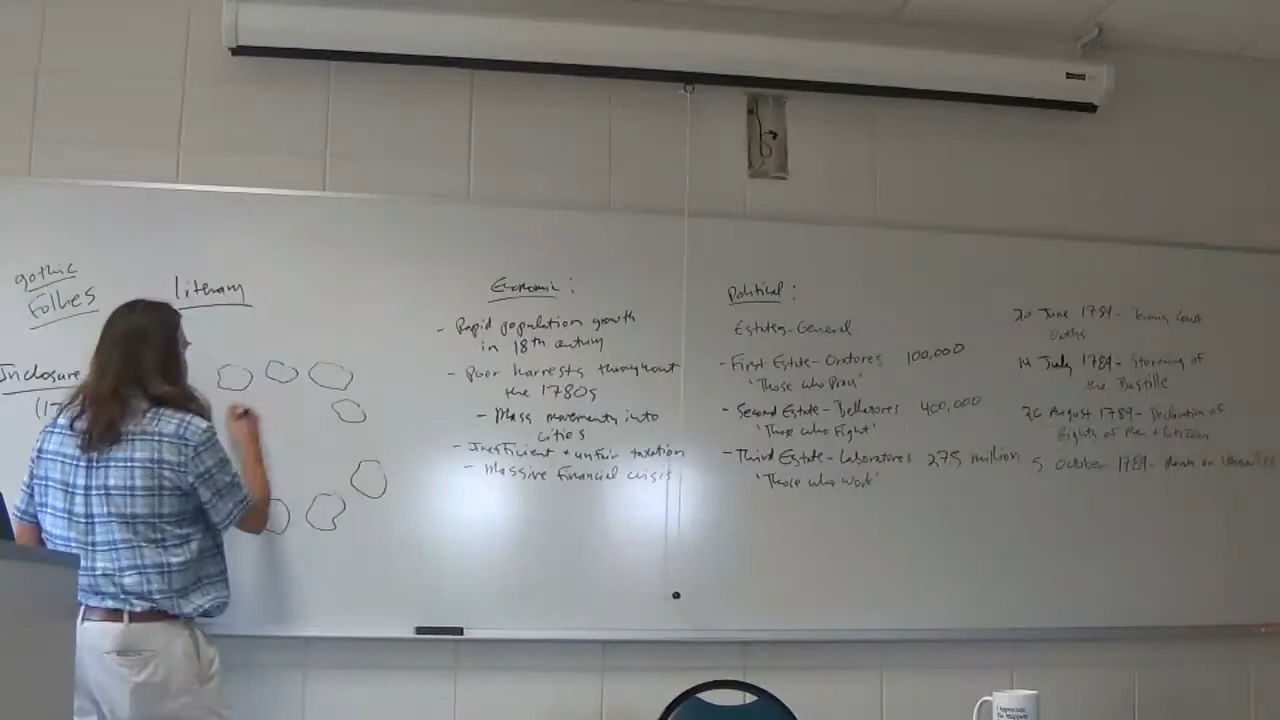 gothic
Follies
Inclosure
(17
literary
Economic:
- Rapid population growth
in 18th century
- Poor harvests throughout
the 1780s
- Mass movements into
cities
- Inefficient + unfair taxation
- Massive financial crisis
Political:
Estates-General
- First Estate- Oratores 100,000
'Those who Pray'
- Second Estate- Bellatores 400,000
'Those who Fight'
- Third Estate- Laboratores 27.5 million
'Those who Work'
20 June 1789- Tennis Court
Oaths
14 July 1789- Storming of
the Bastille
26 August 1789- Declaration of
Rights of Man + Citizen
5 October 1789- March on Versailles
I Appreciate